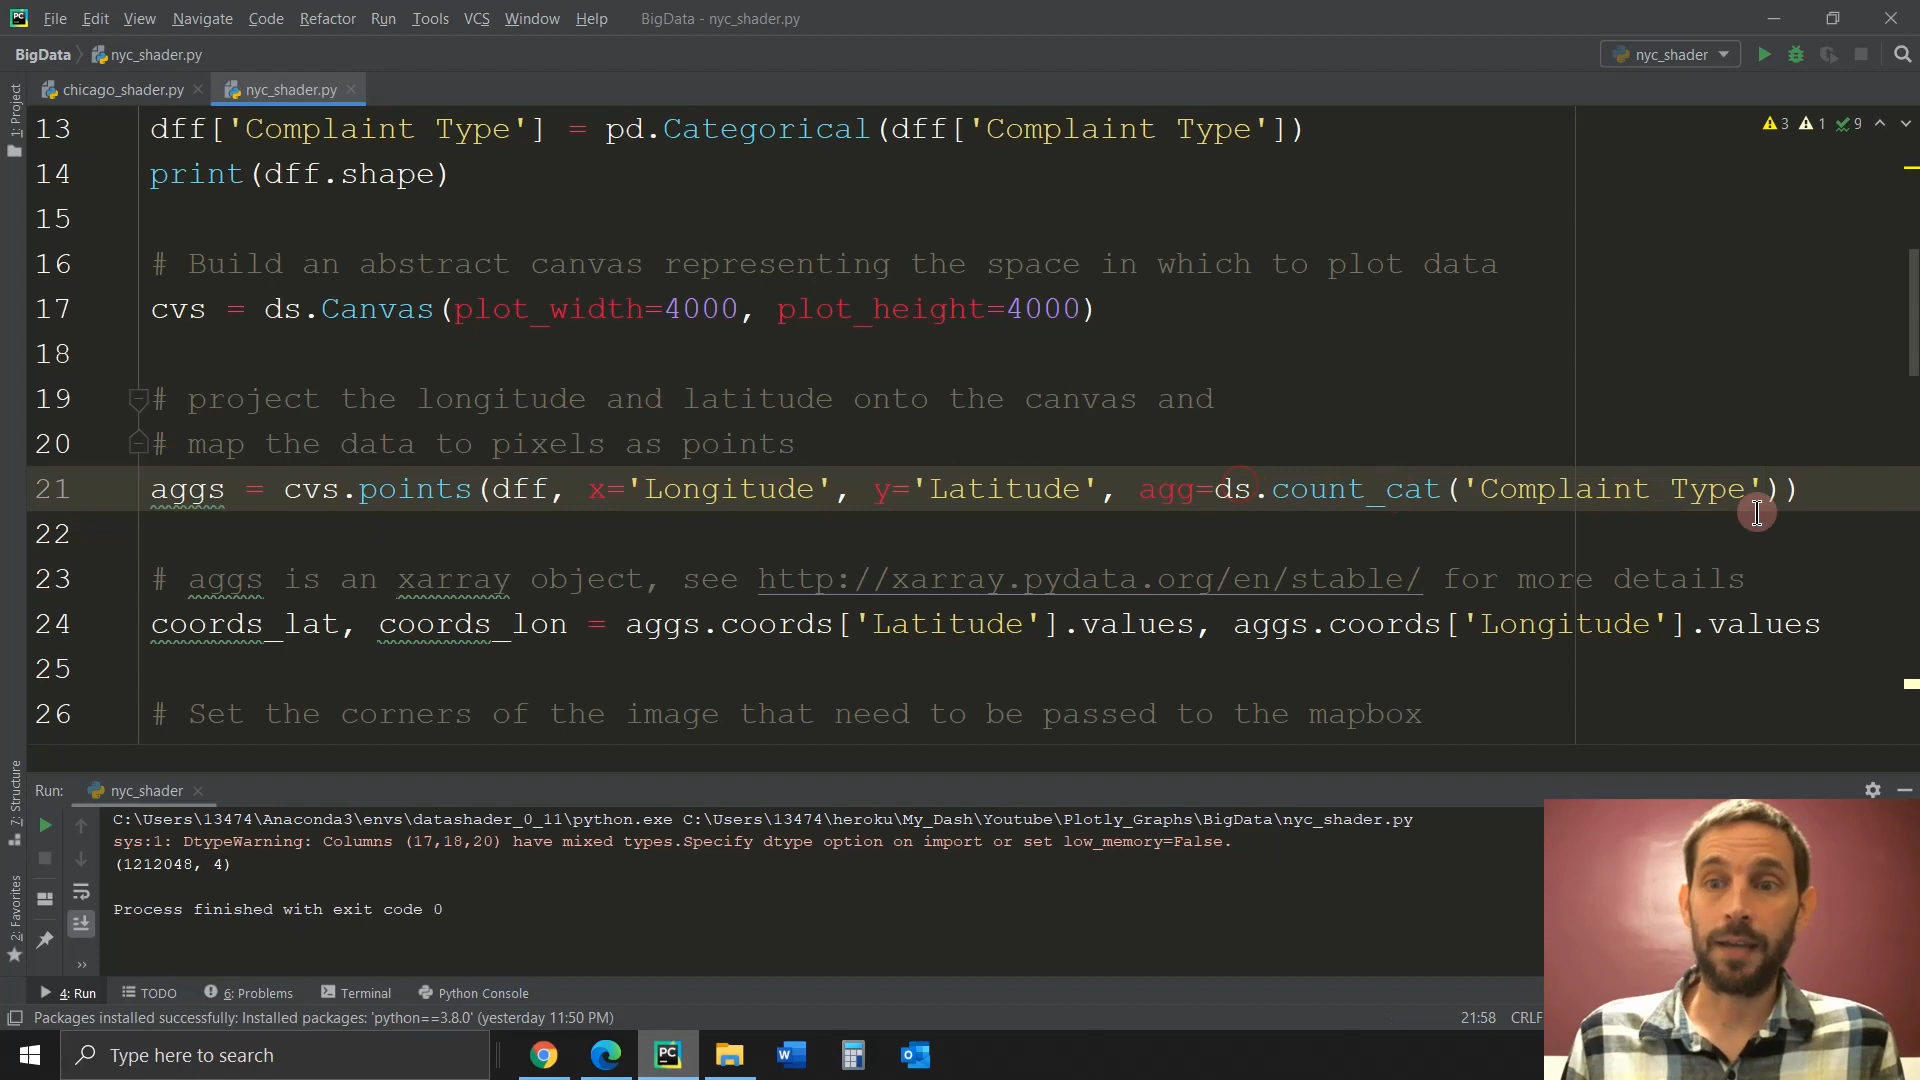 File Edit View Navigate Code Refactor Run Tools VCS Window Help BigData - nyc_shader.py
BigData nyc_shader.py nyc_shader
chicago_shader.py nyc_shader.py
1: Project
3 1 9
13 dff['Complaint Type'] = pd.Categorical(dff['Complaint Type'])
14 print(dff.shape)
15
16 # Build an abstract canvas representing the space in which to plot data
17 cvs = ds.Canvas(plot_width=4000, plot_height=4000)
18
19 # project the longitude and latitude onto the canvas and
20 # map the data to pixels as points
21 aggs = cvs.points(dff, x='Longitude', y='Latitude', agg=ds.count_cat('Complaint Type'))
22
23 # aggs is an xarray object, see http://xarray.pydata.org/en/stable/ for more details
24 coords_lat, coords_lon = aggs.coords['Latitude'].values, aggs.coords['Longitude'].values
25
26 # Set the corners of the image that need to be passed to the mapbox
7: Structure
2: Favorites
Run: nyc_shader
C:\Users\13474\Anaconda3\envs\datashader_0_11\python.exe C:\Users\13474\heroku\My_Dash\Youtube\Plotly_Graphs\BigData\nyc_shader.py
sys:1: DtypeWarning: Columns (17,18,20) have mixed types.Specify dtype option on import or set low_memory=False.
(1212048, 4)
Process finished with exit code 0
4: Run TODO 6: Problems Terminal Python Console
Packages installed successfully: Installed packages: 'python==3.8.0' (yesterday 11:50 PM) 21:58 CRLF
Type here to search